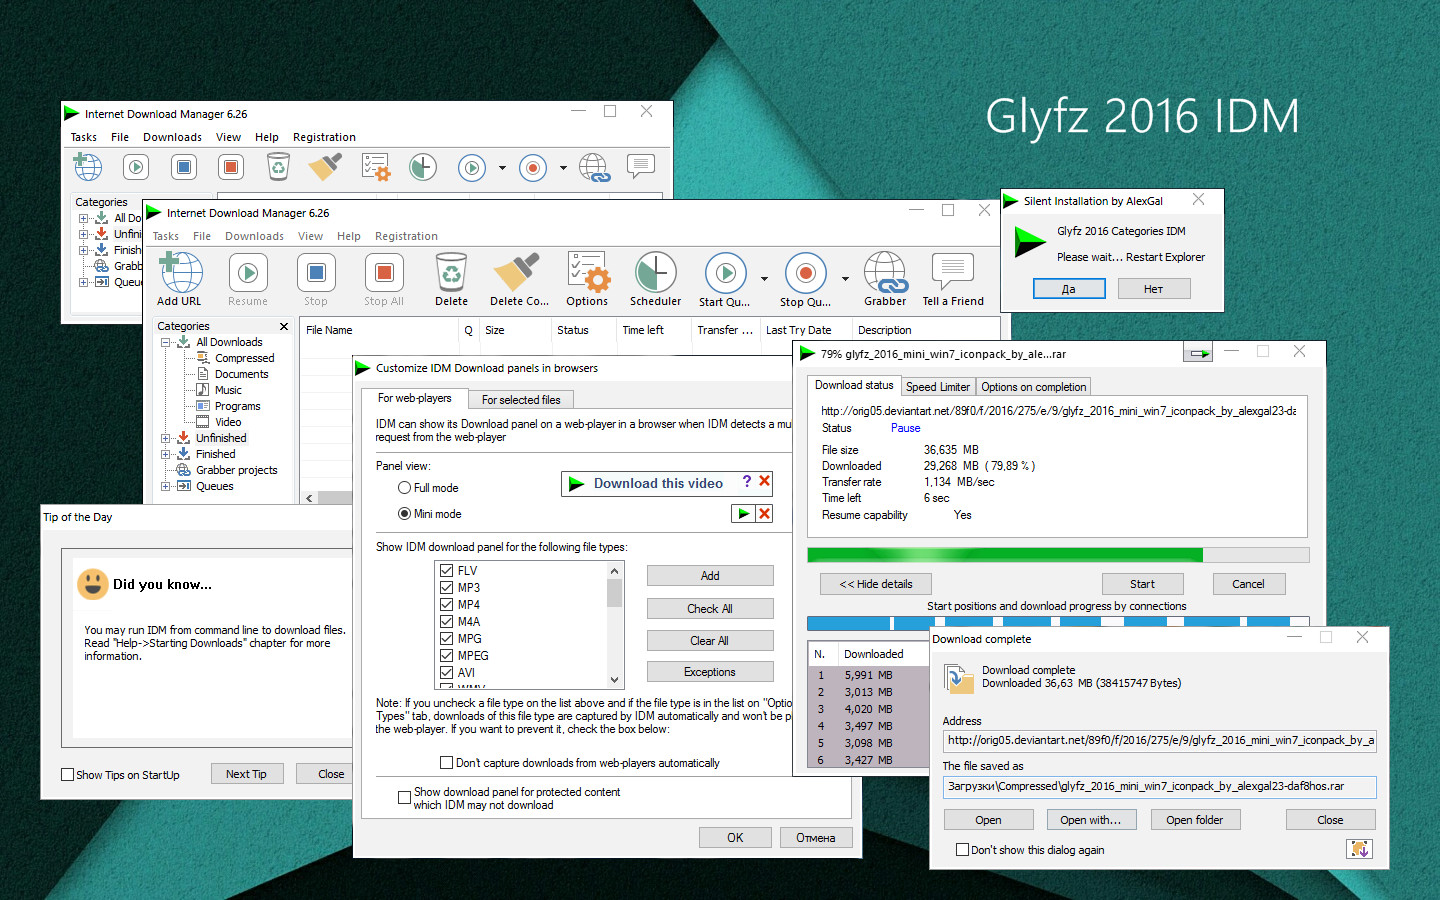 Glyfz 2016 IDM
Internet Download Manager 6.26
Tasks File Downloads View Help Registration
Categories
All Do
Unfini
Finish
Grabb
Queue
Internet Download Manager 6.26
Tasks File Downloads View Help Registration
Add URL Resume Stop Stop All Delete Delete Co... Options Scheduler Start Qu... Stop Qu... Grabber Tell a Friend
Categories
File Name Q Size Status Time left Transfer ... Last Try Date Description
All Downloads
Compressed
Documents
Music
Programs
Video
Unfinished
Finished
Grabber projects
Queues
Silent Installation by AlexGal
Glyfz 2016 Categories IDM
Please wait... Restart Explorer
Да Нет
Tip of the Day
Did you know...
You may run IDM from command line to download files.
Read "Help->Starting Downloads" chapter for more
information.
Show Tips on StartUp Next Tip Close
Customize IDM Download panels in browsers
For web-players For selected files
IDM can show its Download panel on a web-player in a browser when IDM detects a mu
request from the web-player
Panel view:
Full mode
Download this video ?
Mini mode
Show IDM download panel for the following file types:
FLV
MP3
MP4
M4A
MPG
MPEG
AVI
WMV
Add
Check All
Clear All
Exceptions
Note: If you uncheck a file type on the list above and if the file type is in the list on "Optio
Types" tab, downloads of this file type are captured by IDM automatically and won't be p
the web-player. If you want to prevent it, check the box below:
Don't capture downloads from web-players automatically
Show download panel for protected content
which IDM may not download
OK Отмена
79% glyfz_2016_mini_win7_iconpack_by_ale...rar
Download status Speed Limiter Options on completion
http://orig05.deviantart.net/89f0/f/2016/275/e/9/glyfz_2016_mini_win7_iconpack_by_alexgal23-da
Status Pause
File size 36,635 MB
Downloaded 29,268 MB ( 79,89 % )
Transfer rate 1,134 MB/sec
Time left 6 sec
Resume capability Yes
<< Hide details Start Cancel
Start positions and download progress by connections
N. Downloaded
1 5,991 MB
2 3,013 MB
3 4,020 MB
4 3,497 MB
5 3,098 MB
6 3,427 MB
Download complete
Download complete
Downloaded 36,63 MB (38415747 Bytes)
Address
http://orig05.deviantart.net/89f0/f/2016/275/e/9/glyfz_2016_mini_win7_iconpack_by_a
The file saved as
Загрузки\Compressed\glyfz_2016_mini_win7_iconpack_by_alexgal23-daf8hos.rar
Open Open with... Open folder Close
Don't show this dialog again